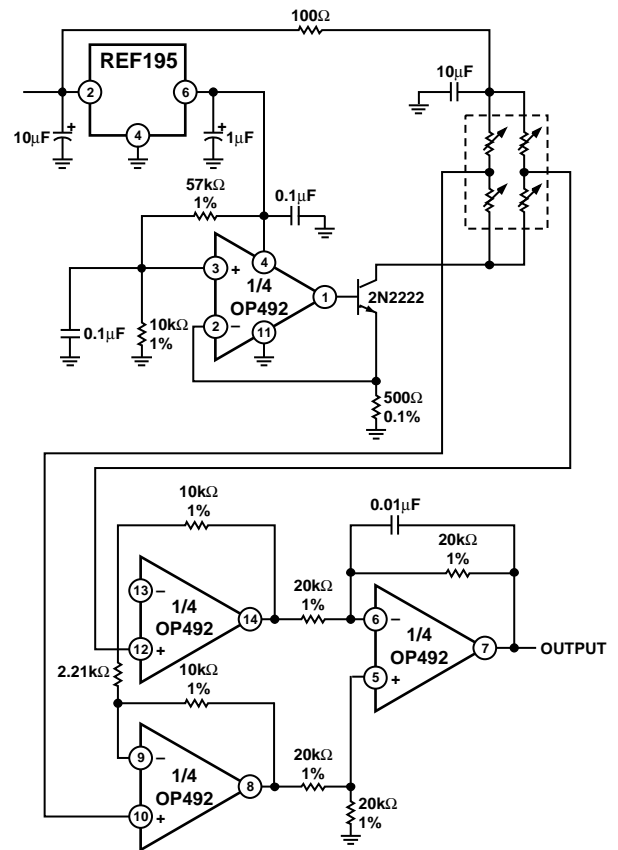 100Ω
REF195
2
6
4
10μF
+
1μF
+
10μF
57kΩ
1%
0.1μF
3
+
4
1/4
OP492
1
2
–
11
2N2222
0.1μF
10kΩ
1%
500Ω
0.1%
10kΩ
1%
0.01μF
20kΩ
1%
13
–
1/4
OP492
14
12
+
20kΩ
1%
6
–
1/4
OP492
7
OUTPUT
5
+
2.21kΩ
10kΩ
1%
9
–
1/4
OP492
8
10
+
20kΩ
1%
20kΩ
1%